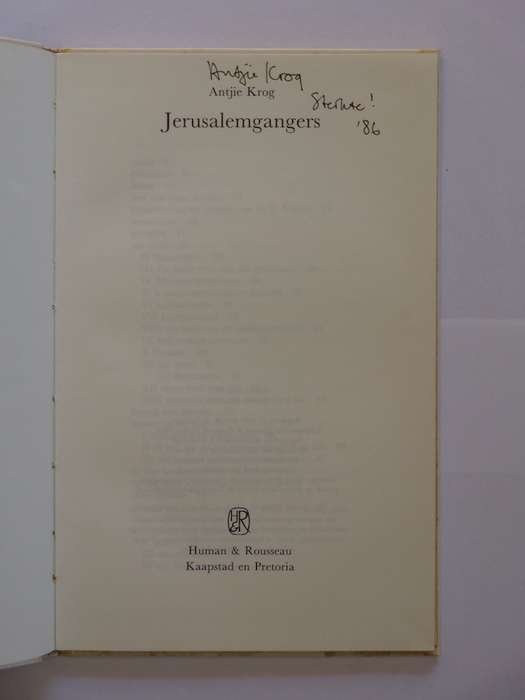 Antjie Krog
Antjie Krog
Sterkte!
Jerusalemgangers
'86
Human & Rousseau
Kaapstad en Pretoria